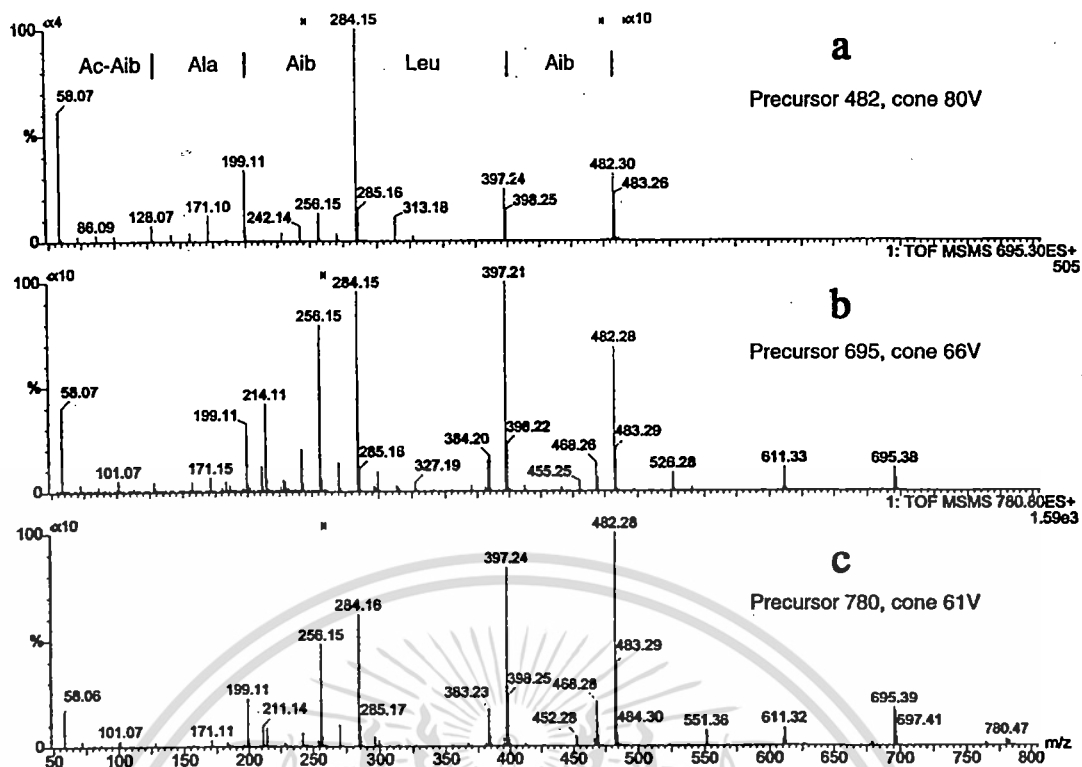 100 α4 284.15 α10 a
Ac-Aib Ala Aib Leu Aib
58.07 Precursor 482, cone 80V
%
199.11 482.30
285.16 397.24 483.26
86.09 128.07 171.10 242.14 256.15 313.18 398.25
0
1: TOF MSMS 695.30ES+
505
100 α10 284.15 397.21 b
256.15 Precursor 695, cone 66V
482.28
%
58.07 214.11
199.11
285.16 384.20 398.22 468.26 483.29
101.07 171.15 327.19 455.25 526.28 611.33 695.38
0
1: TOF MSMS 780.80ES+
1.59e3
100 α10 482.28
397.24 c
284.16 Precursor 780, cone 61V
256.15
%
483.29
58.06 199.11 211.14 285.17 383.23 398.25 468.28 695.39
101.07 171.11 452.28 484.30 551.36 611.32 697.41 780.47
0 m/z
50 100 150 200 250 300 350 400 450 500 550 600 650 700 750 800